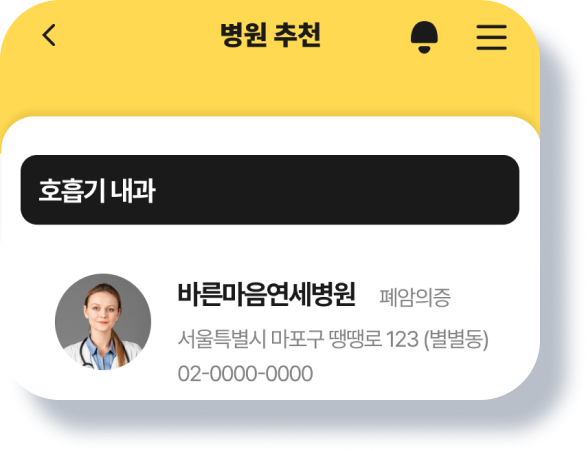 병원 추천
호흡기 내과
바른마음연세병원 폐암의증
서울특별시 마포구 땡땡로 123 (별별동)
02-0000-0000